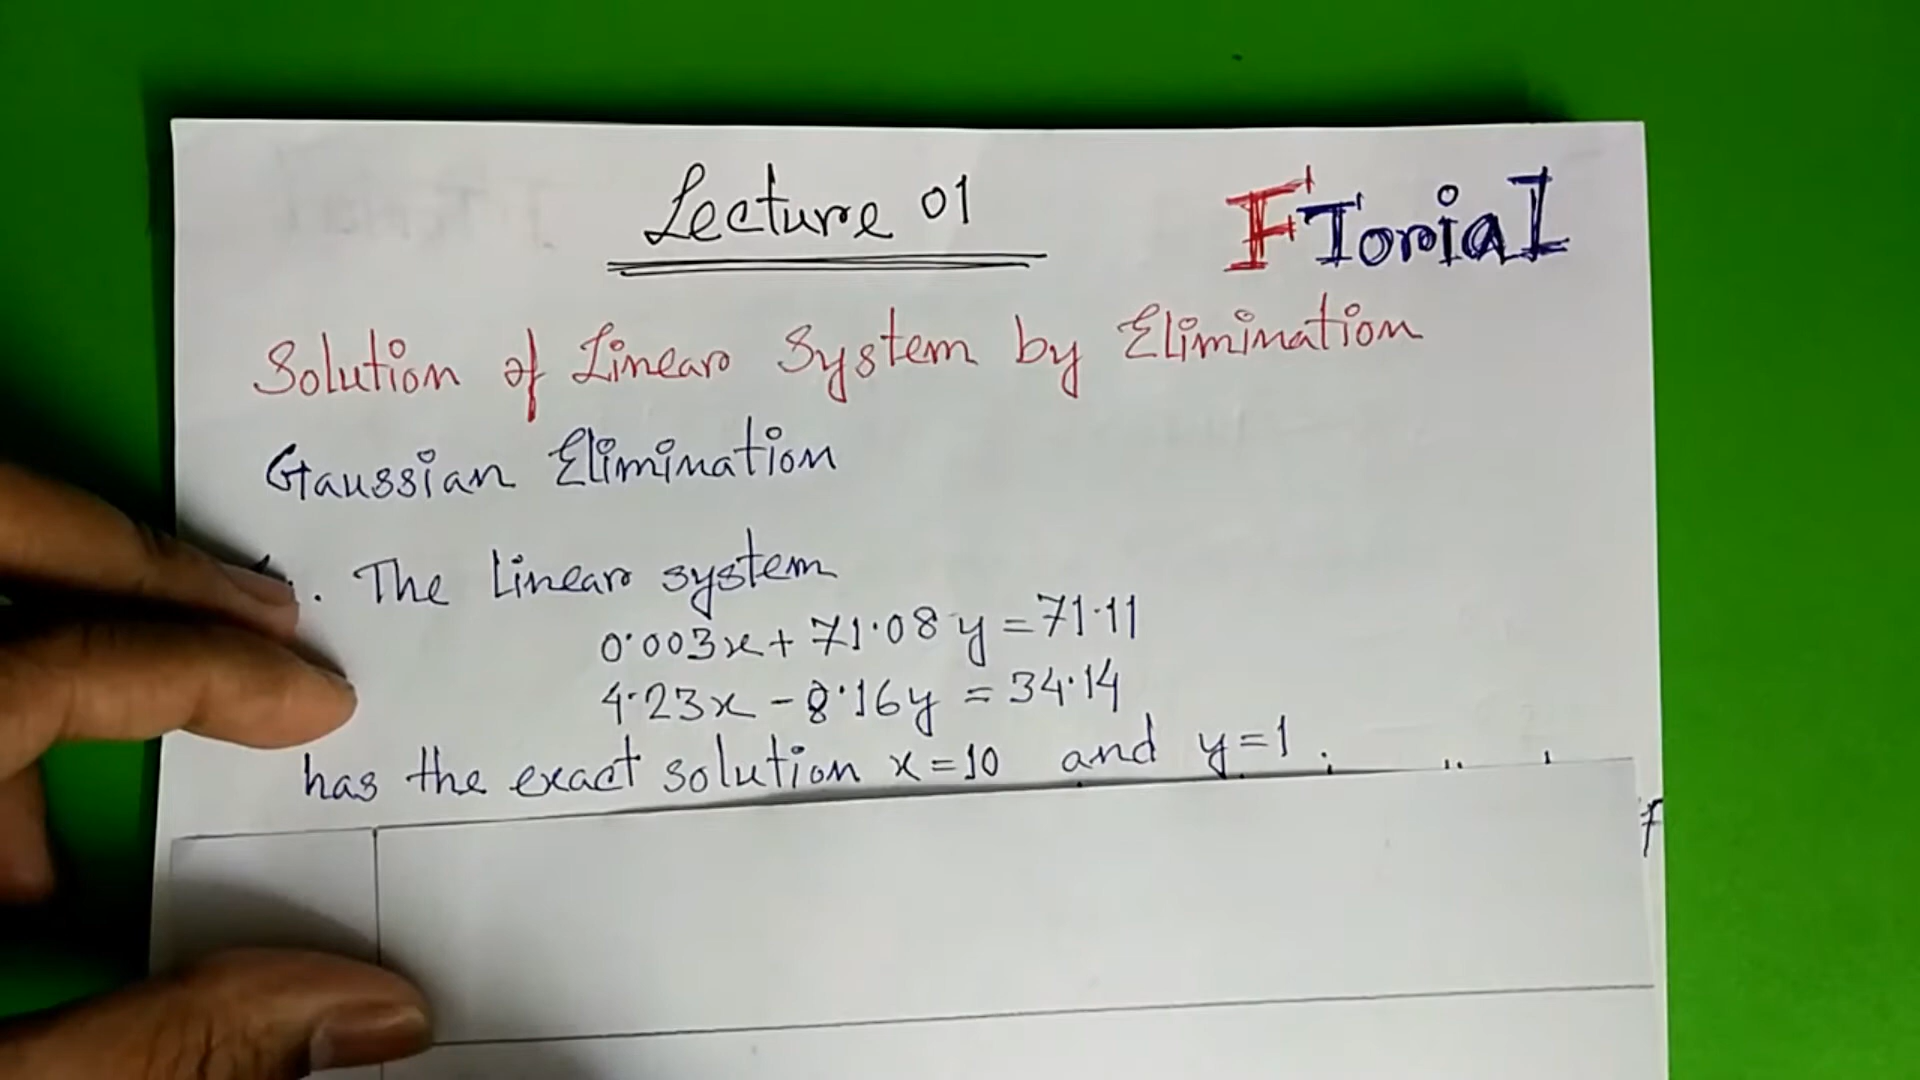 Lecture 01
FTorial
Solution of Linear System by Elimination
Gaussian Elimination
. The linear system
0.003x + 71.08y = 71.11
4.23x - 8.16y = 34.14
has the exact solution x = 10 and y = 1.